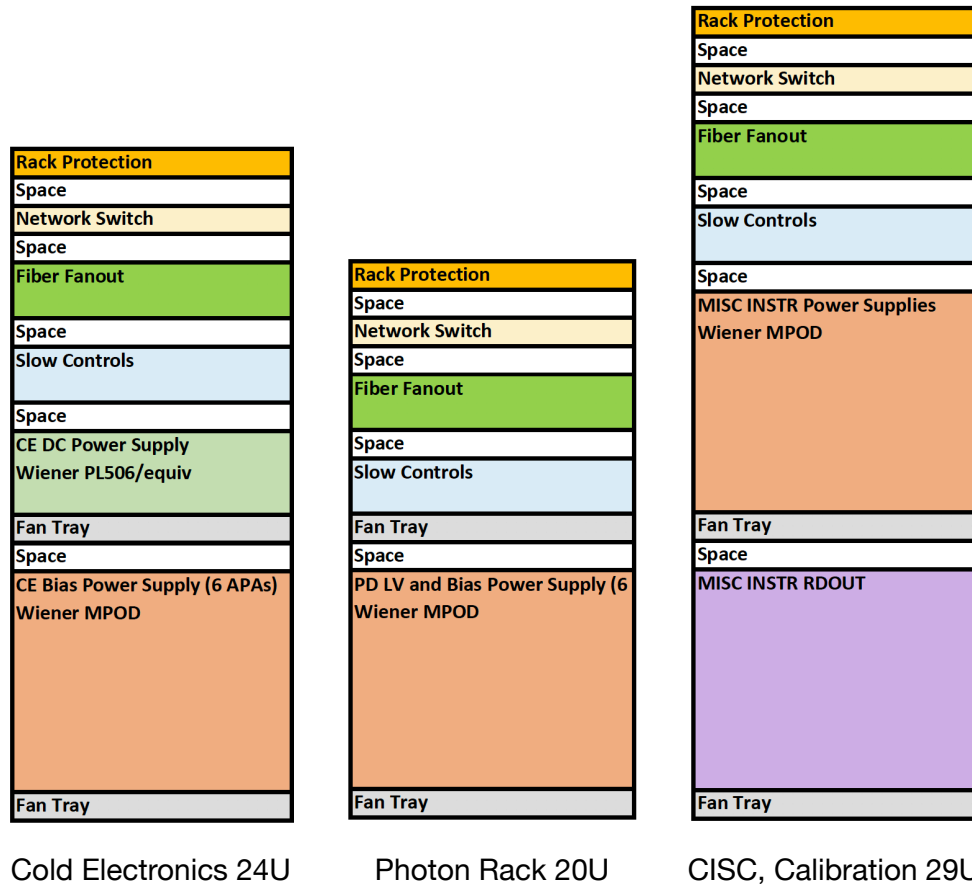 Rack Protection
Space
Network Switch
Space
Fiber Fanout
Space
Slow Controls
Space
CE DC Power Supply
Wiener PL506/equiv
Fan Tray
Space
CE Bias Power Supply (6 APAs)
Wiener MPOD
Fan Tray
Cold Electronics 24U
Rack Protection
Space
Network Switch
Space
Fiber Fanout
Space
Slow Controls
Fan Tray
Space
PD LV and Bias Power Supply (6
Wiener MPOD
Fan Tray
Photon Rack 20U
Rack Protection
Space
Network Switch
Space
Fiber Fanout
Space
Slow Controls
Space
MISC INSTR Power Supplies
Wiener MPOD
Fan Tray
Space
MISC INSTR RDOUT
Fan Tray
CISC, Calibration 29U